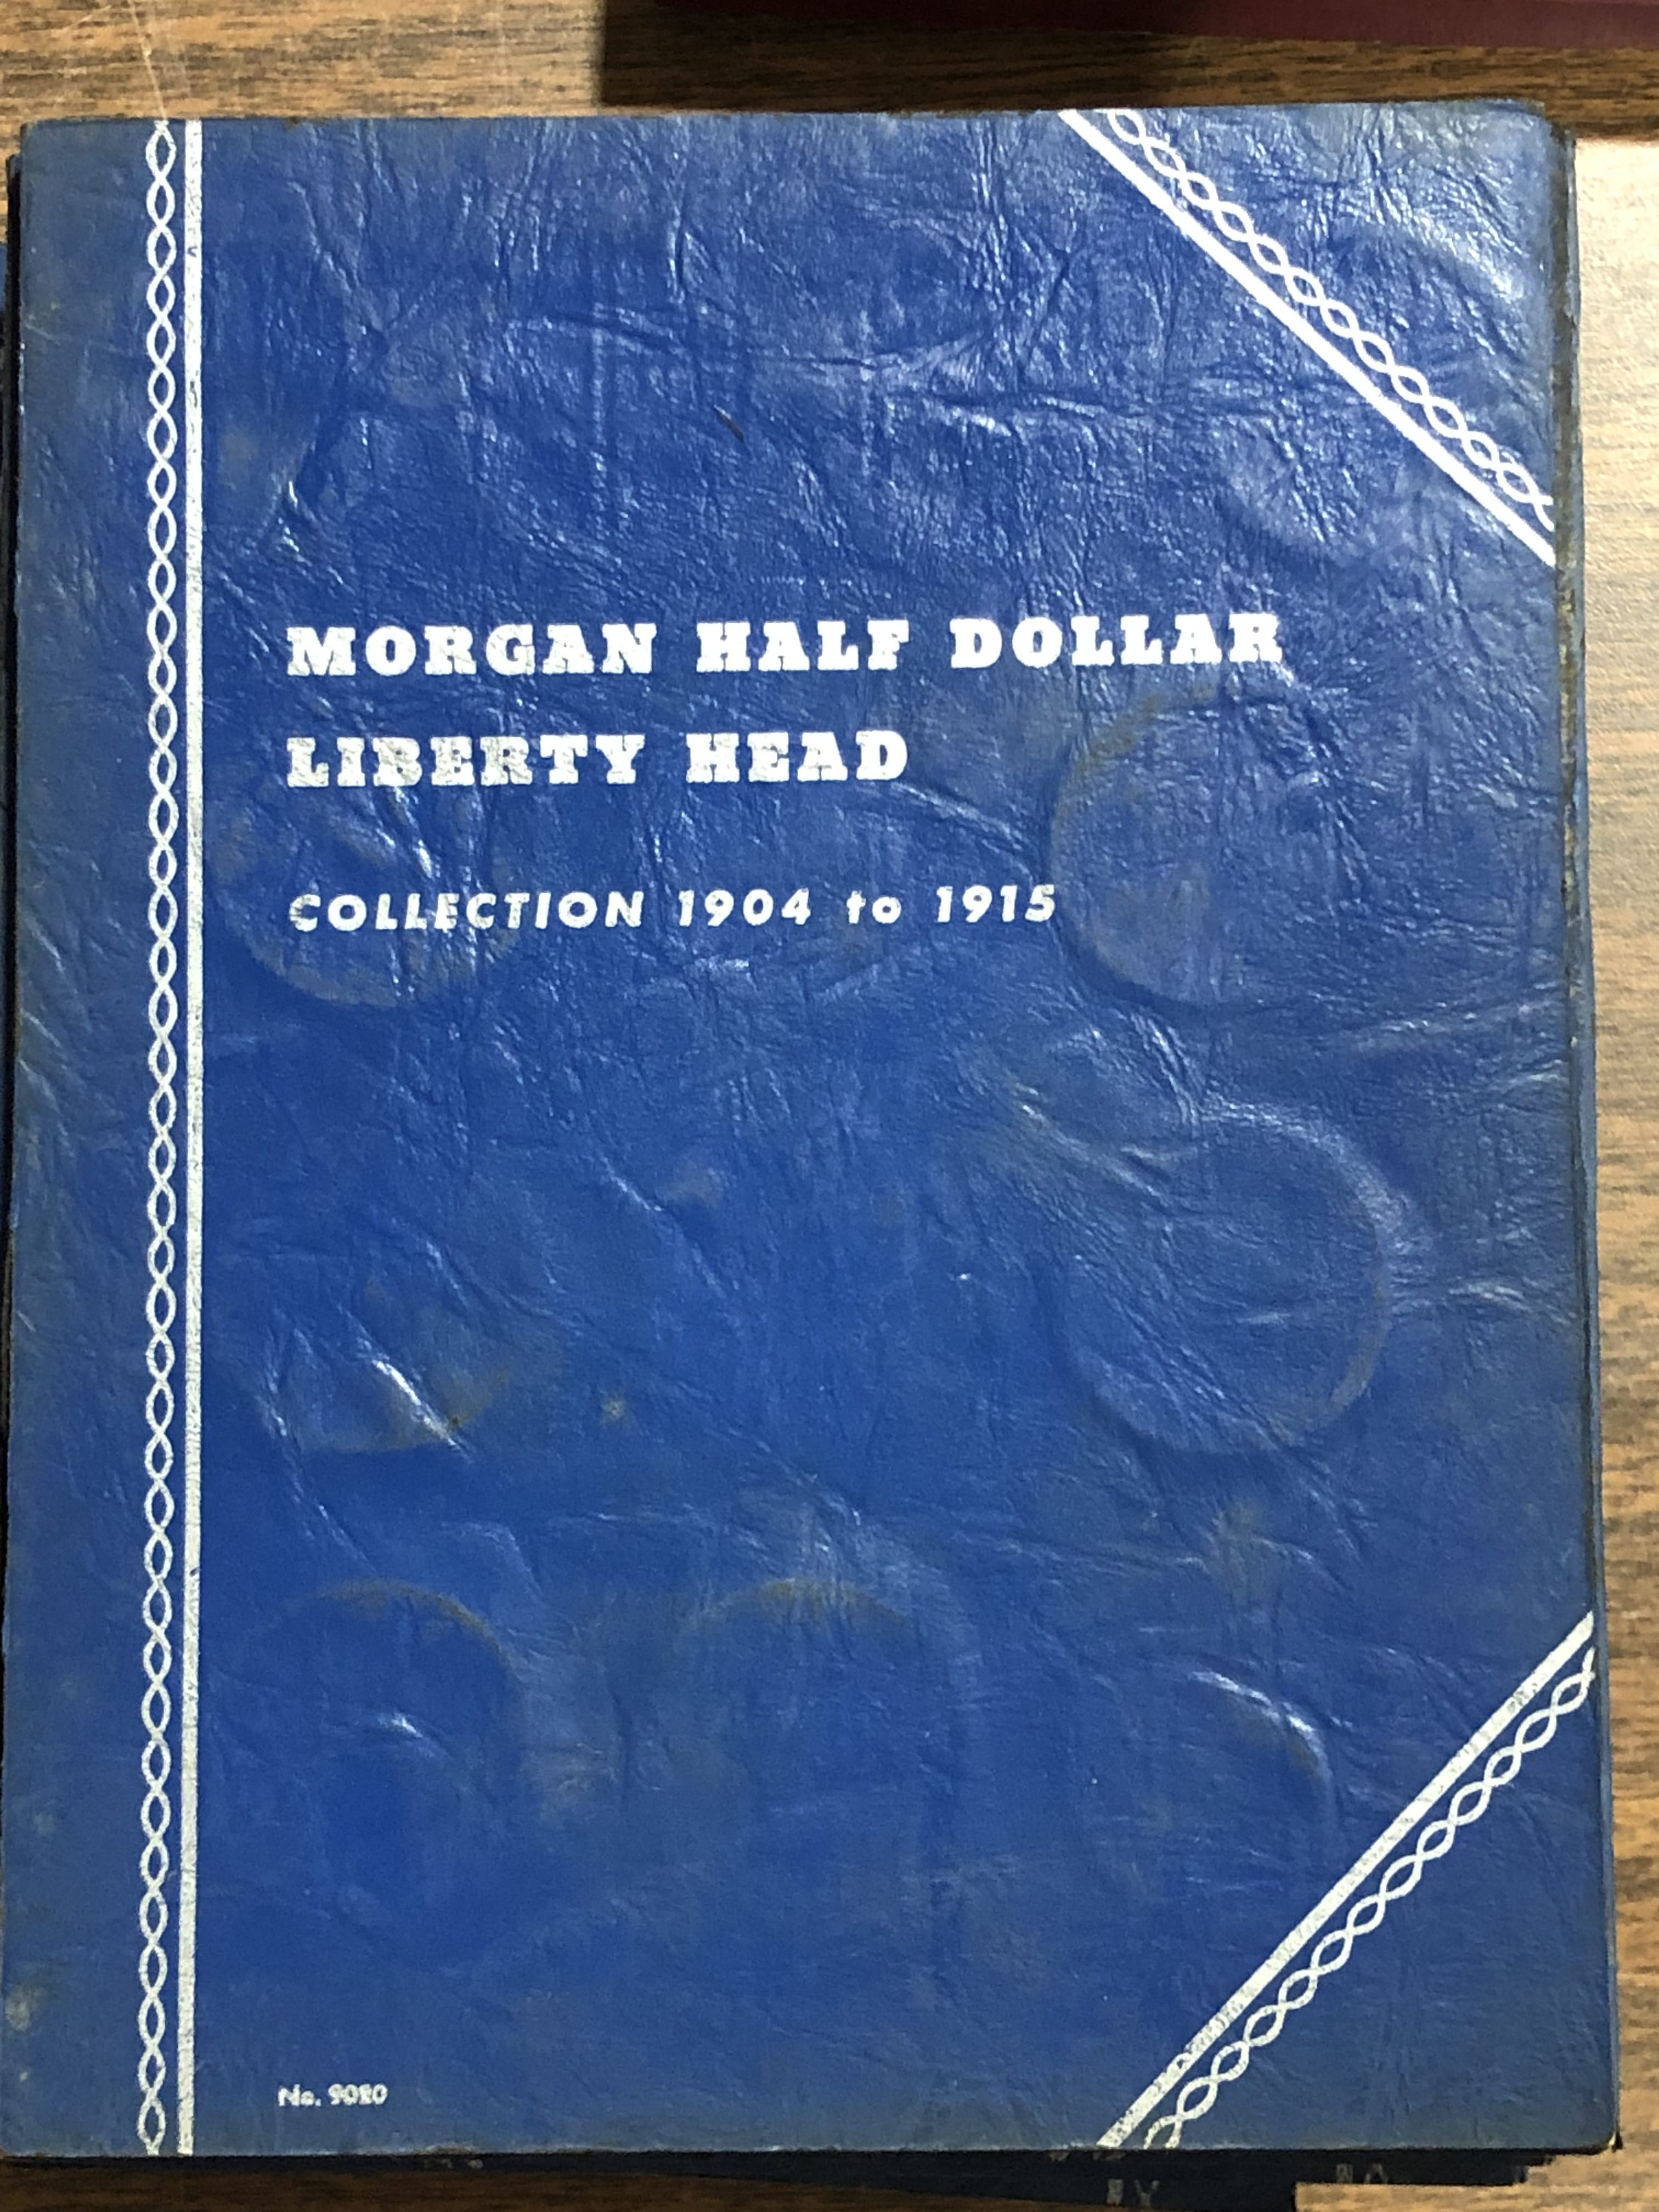 MORGAN HALF DOLLAR
LIBERTY HEAD
COLLECTION 1904 to 1915
No. 9020